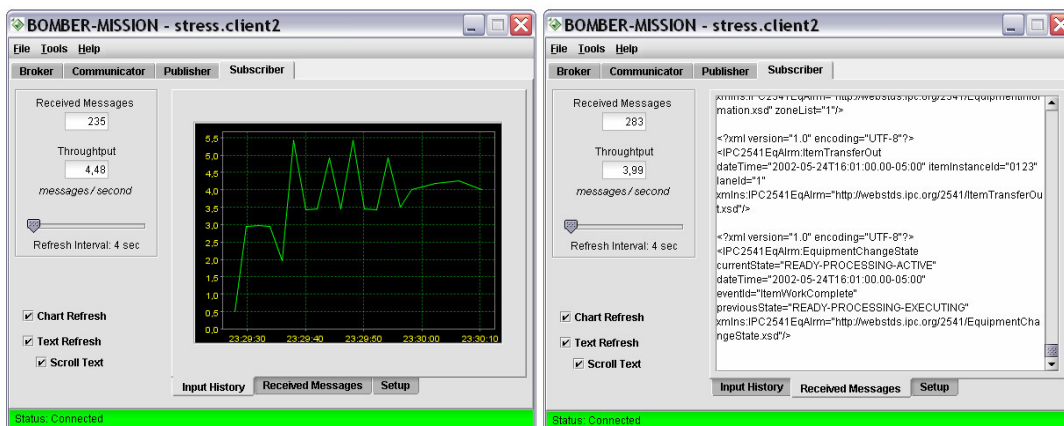 BOMBER-MISSION - stress.client2
File Tools Help
Broker Communicator Publisher Subscriber
Received Messages
235
Throughtput
4,48
messages / second
Refresh Interval: 4 sec
Chart Refresh
Text Refresh
Scroll Text
5,5
5,0
4,5
4,0
3,5
3,0
2,5
2,0
1,5
1,0
0,5
0,0
23:29:30 23:29:40 23:29:50 23:30:00 23:30:10
Input History Received Messages Setup
Status: Connected
BOMBER-MISSION - stress.client2
File Tools Help
Broker Communicator Publisher Subscriber
Received Messages
283
Throughtput
3,99
messages / second
Refresh Interval: 4 sec
Chart Refresh
Text Refresh
Scroll Text
xmlns:IPC2541EqAlrm="http://webstds.ipc.org/2541/EquipmentInfor
mation.xsd" zoneList="1"/>
<?xml version="1.0" encoding="UTF-8"?>
<IPC2541EqAlrm:ItemTransferOut
dateTime="2002-05-24T16:01:00.00-05:00" itemInstanceId="0123"
laneId="1"
xmlns:IPC2541EqAlrm="http://webstds.ipc.org/2541/ItemTransferOu
t.xsd"/>
<?xml version="1.0" encoding="UTF-8"?>
<IPC2541EqAlrm:EquipmentChangeState
currentState="READY-PROCESSING-ACTIVE"
dateTime="2002-05-24T16:01:00.00-05:00"
eventId="ItemWorkComplete"
previousState="READY-PROCESSING-EXECUTING"
xmlns:IPC2541EqAlrm="http://webstds.ipc.org/2541/EquipmentCha
ngeState.xsd"/>
Input History Received Messages Setup
Status: Connected